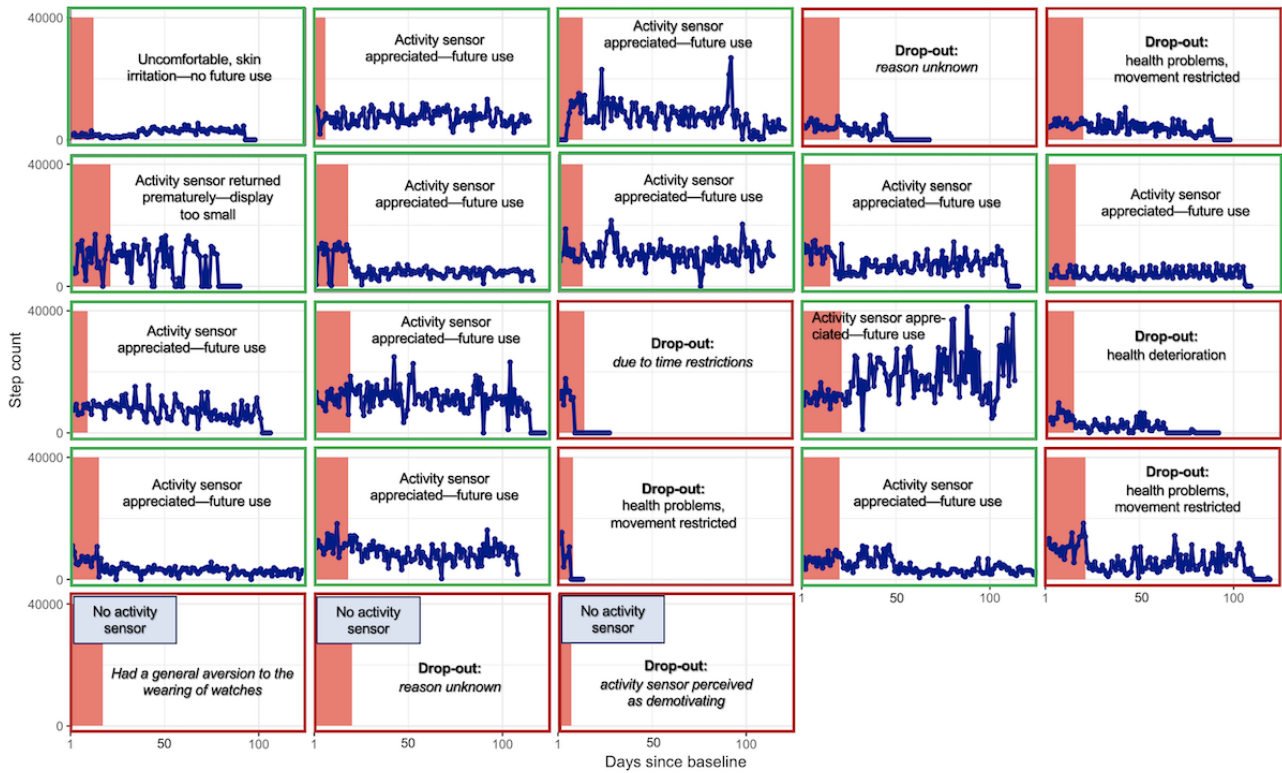 40000
0
Uncomfortable, skin
irritation—no future use
Activity sensor
appreciated—future use
Activity sensor
appreciated—future use
Drop-out:
reason unknown
Drop-out:
health problems,
movement restricted
40000
0
Activity sensor returned
prematurely—display
too small
Activity sensor
appreciated—future use
Activity sensor
appreciated—future use
Activity sensor
appreciated—future use
Activity sensor
appreciated—future use
Step count
40000
0
Activity sensor
appreciated—future use
Activity sensor
appreciated—future use
Drop-out:
due to time restrictions
Activity sensor appre-
ciated—future use
Drop-out:
health deterioration
40000
0
Activity sensor
appreciated—future use
Activity sensor
appreciated—future use
Drop-out:
health problems,
movement restricted
Activity sensor
appreciated—future use
Drop-out:
health problems,
movement restricted
1 50 100 1 50 100
40000
0
No activity
sensor
Had a general aversion to the
wearing of watches
No activity
sensor
Drop-out:
reason unknown
No activity
sensor
Drop-out:
activity sensor perceived
as demotivating
1 50 100 1 50 100 1 50 100
Days since baseline